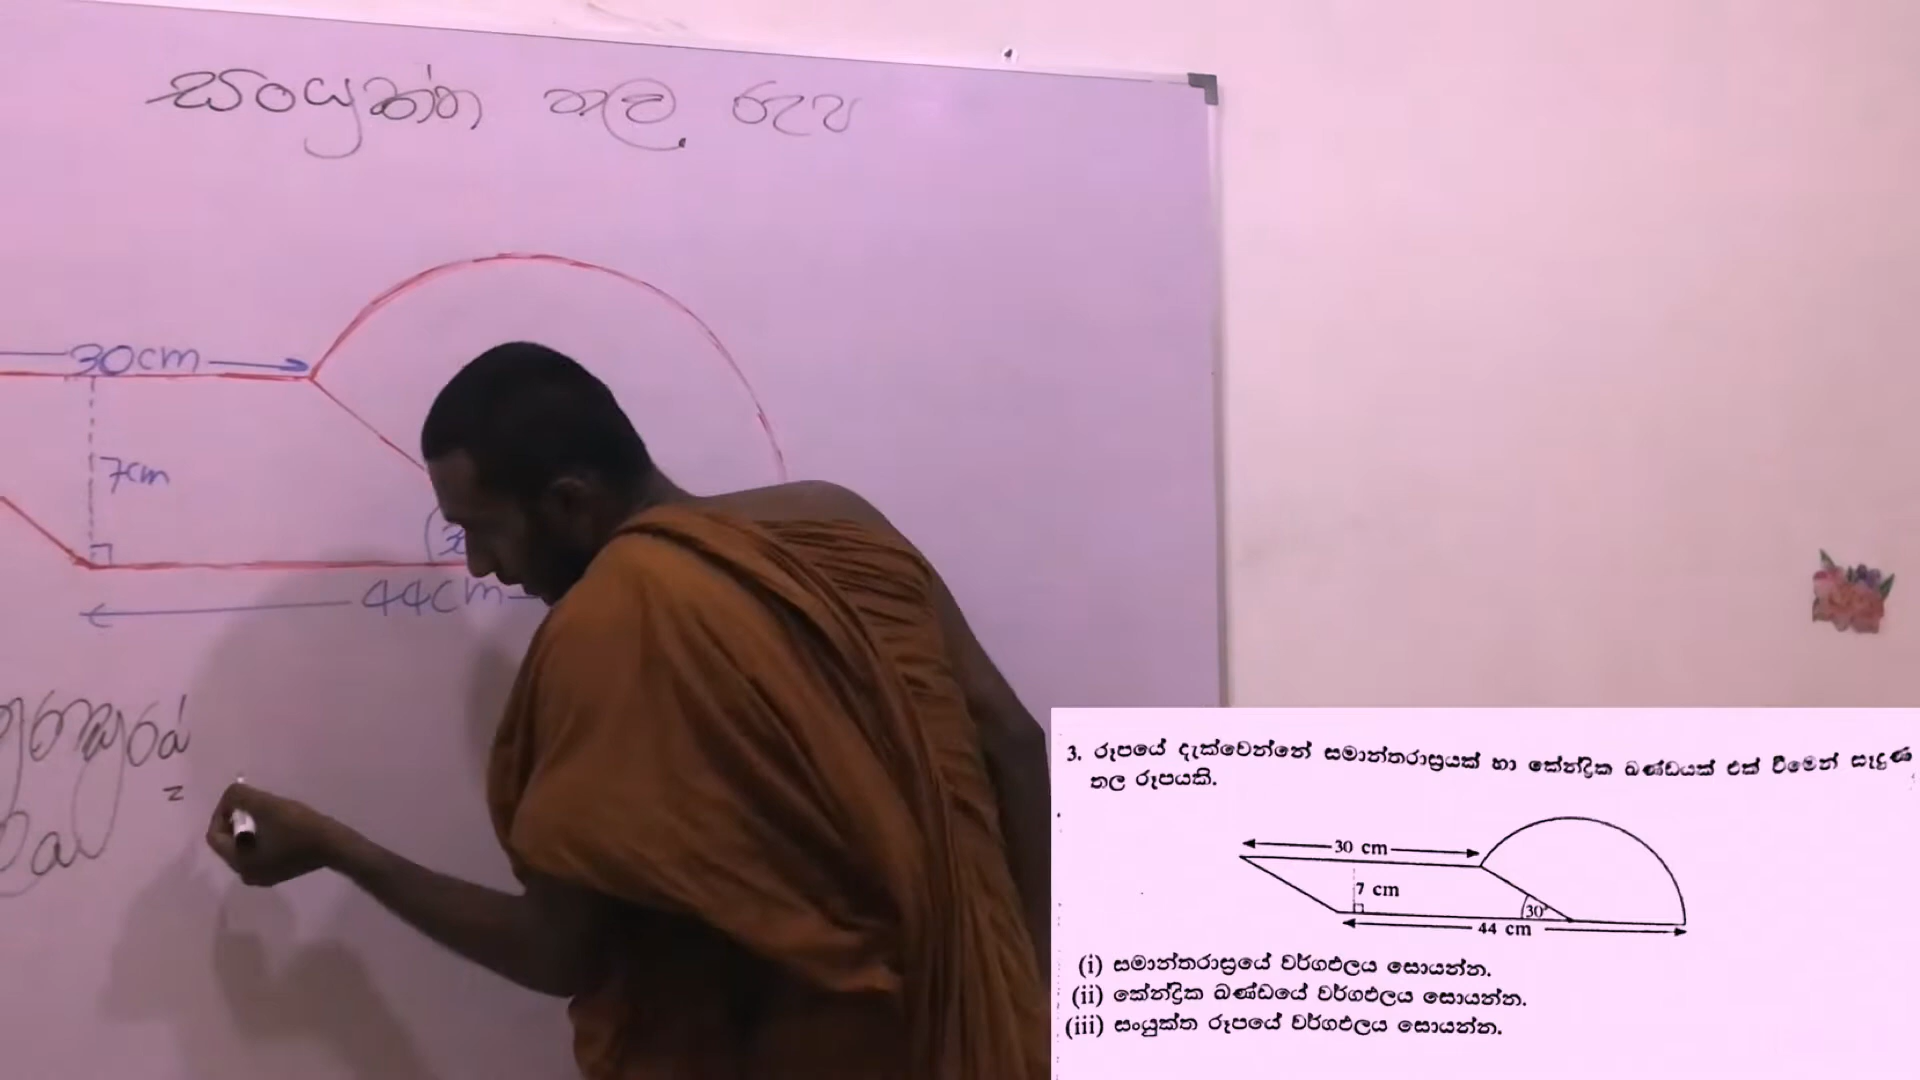 සංයුක්ත තල රූප
30cm
7cm
44cm
=
3. රූපයේ දැක්වෙන්නේ සමාන්තරාස්‍රයක් හා කේන්ද්‍රික ඛණ්ඩයක් එක් වීමෙන් සෑදුණ
තල රූපයකි.
30 cm
7 cm
30°
44 cm
(i) සමාන්තරාස්‍රයේ වර්ගඵලය සොයන්න.
(ii) කේන්ද්‍රික ඛණ්ඩයේ වර්ගඵලය සොයන්න.
(iii) සංයුක්ත රූපයේ වර්ගඵලය සොයන්න.